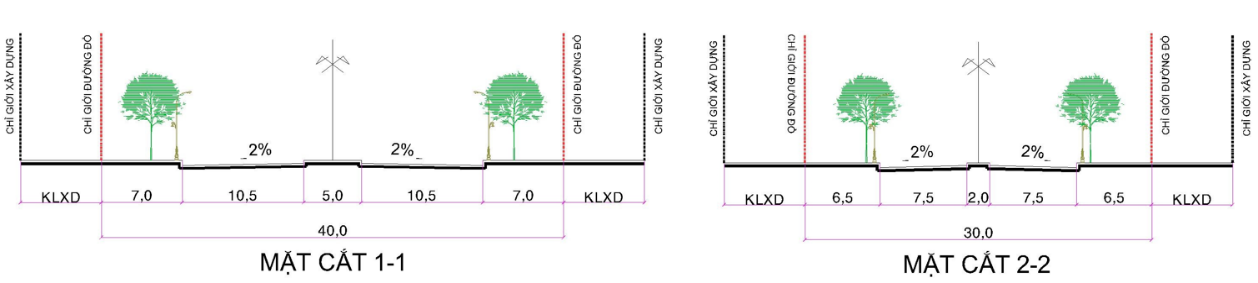 CHỈ GIỚI XÂY DỰNG
CHỈ GIỚI ĐƯỜNG ĐỎ
2%
2%
CHỈ GIỚI ĐƯỜNG ĐỎ
CHỈ GIỚI XÂY DỰNG
KLXD
7,0
10,5
5,0
10,5
7,0
KLXD
40,0
MẶT CẮT 1-1
CHỈ GIỚI XÂY DỰNG
CHỈ GIỚI ĐƯỜNG ĐỎ
2%
2%
CHỈ GIỚI ĐƯỜNG ĐỎ
CHỈ GIỚI XÂY DỰNG
KLXD
6,5
7,5
2,0
7,5
6,5
KLXD
30,0
MẶT CẮT 2-2